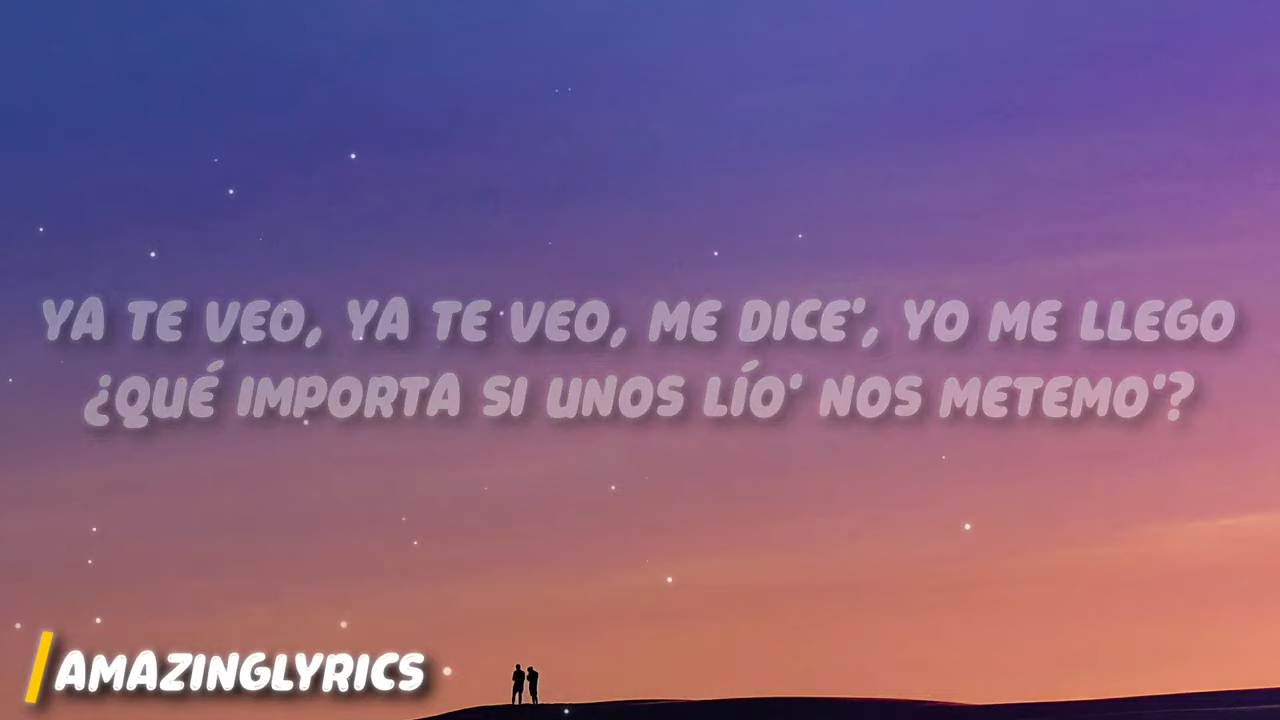 YA TE VEO, YA TE VEO, ME DICE', YO ME LLEGO
¿QUÉ IMPORTA SI UNOS LÍO' NOS METEMO'?
AMAZINGLYRICS